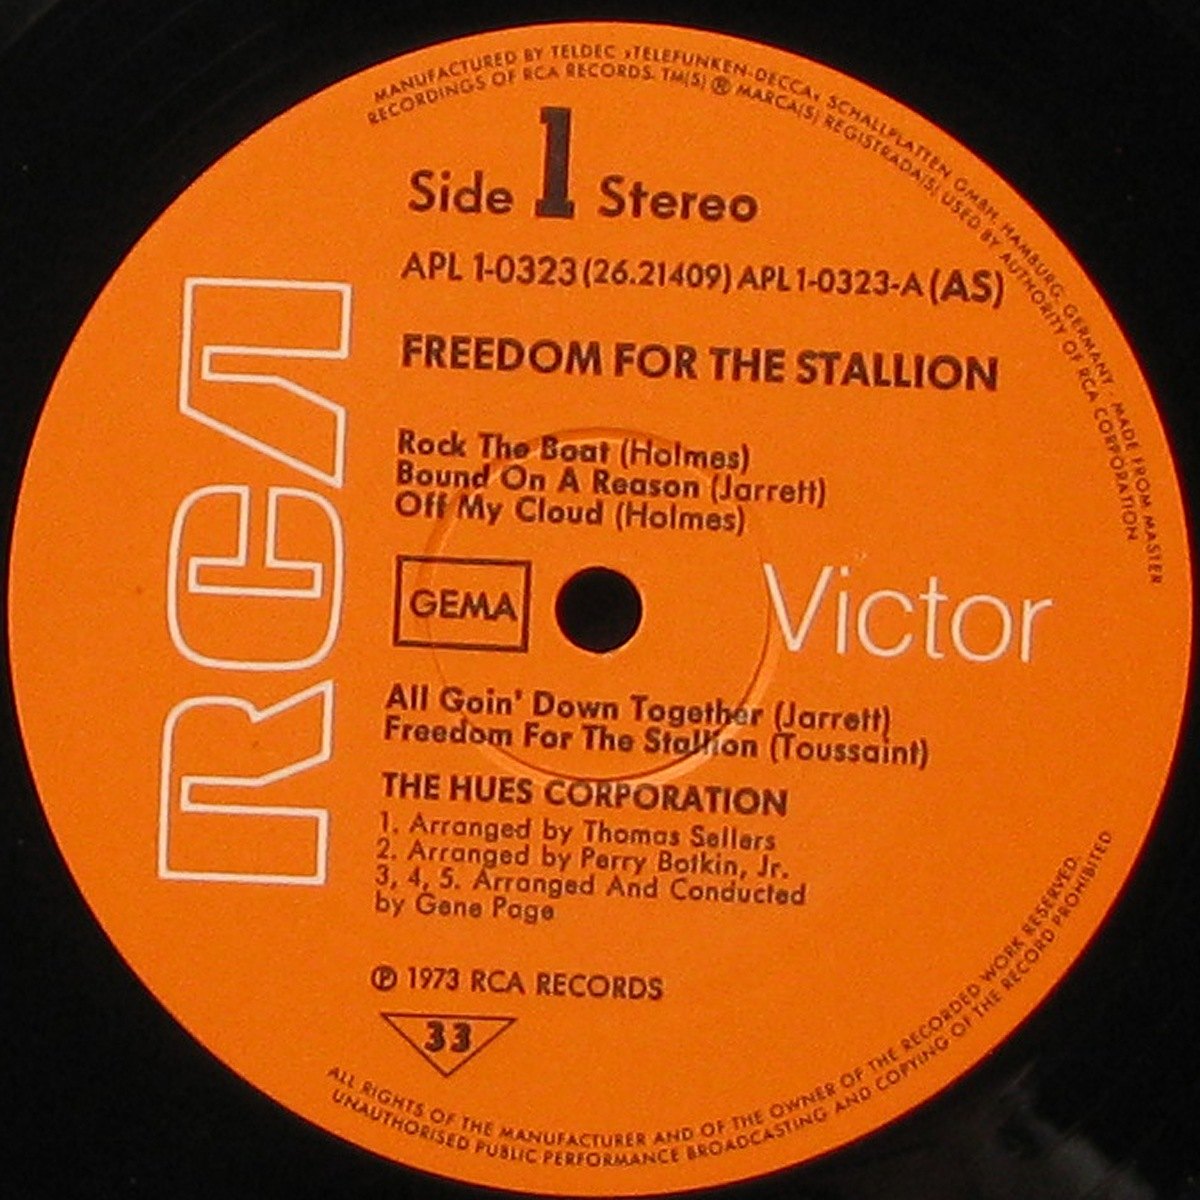 MANUFACTURED BY TELDEC »TELEFUNKEN-DECCA« SCHALLPLATTEN GMBH, HAMBURG, GERMANY. MADE FROM MASTER
RECORDINGS OF RCA RECORDS. TM(S) ® MARCA(S) REGISTRADA(S) USED BY AUTHORITY OF RCA CORPORATION
Side 1 Stereo
APL 1-0323 (26.21409) APL 1-0323-A (AS)
FREEDOM FOR THE STALLION
RCA
Rock The Boat (Holmes)
Bound On A Reason (Jarrett)
Off My Cloud (Holmes)
GEMA
Victor
All Goin' Down Together (Jarrett)
Freedom For The Stallion (Toussaint)
THE HUES CORPORATION
1. Arranged by Thomas Sellers
2. Arranged by Perry Botkin, Jr.
3, 4, 5. Arranged And Conducted
by Gene Page
℗ 1973 RCA RECORDS
33
ALL RIGHTS OF THE MANUFACTURER AND OF THE OWNER OF THE RECORDED WORK RESERVED.
UNAUTHORISED PUBLIC PERFORMANCE BROADCASTING AND COPYING OF THE RECORD PROHIBITED